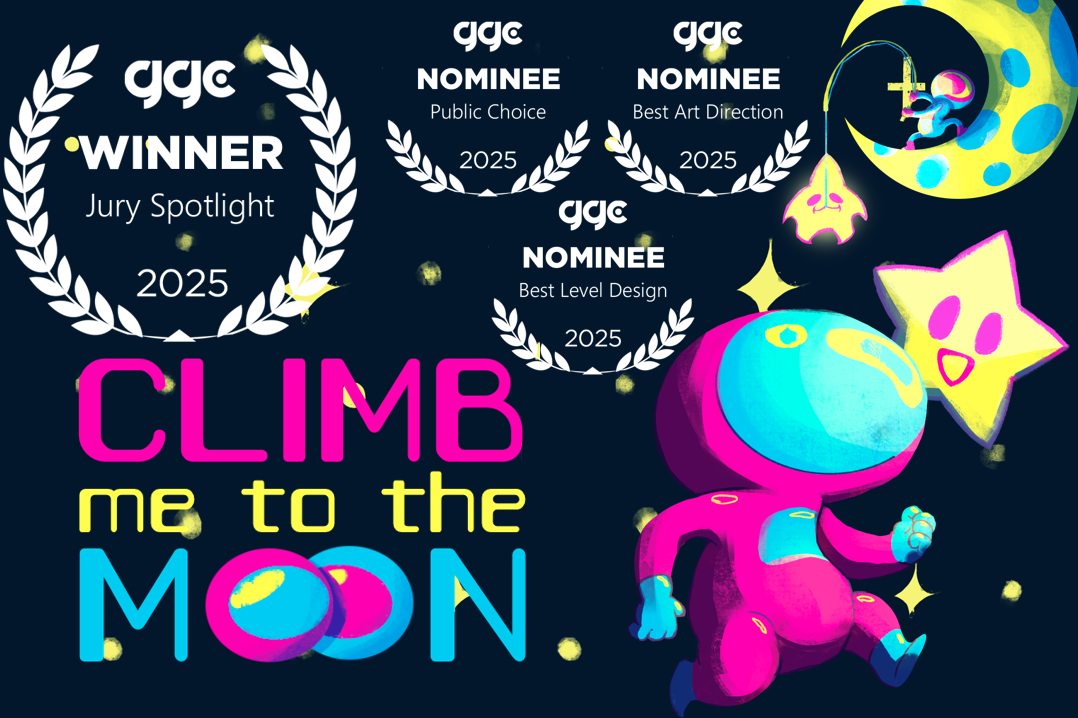 ggc
WINNER
Jury Spotlight
2025
ggc
NOMINEE
Public Choice
2025
ggc
NOMINEE
Best Art Direction
2025
ggc
NOMINEE
Best Level Design
2025
CLIMB
me to the
MOON